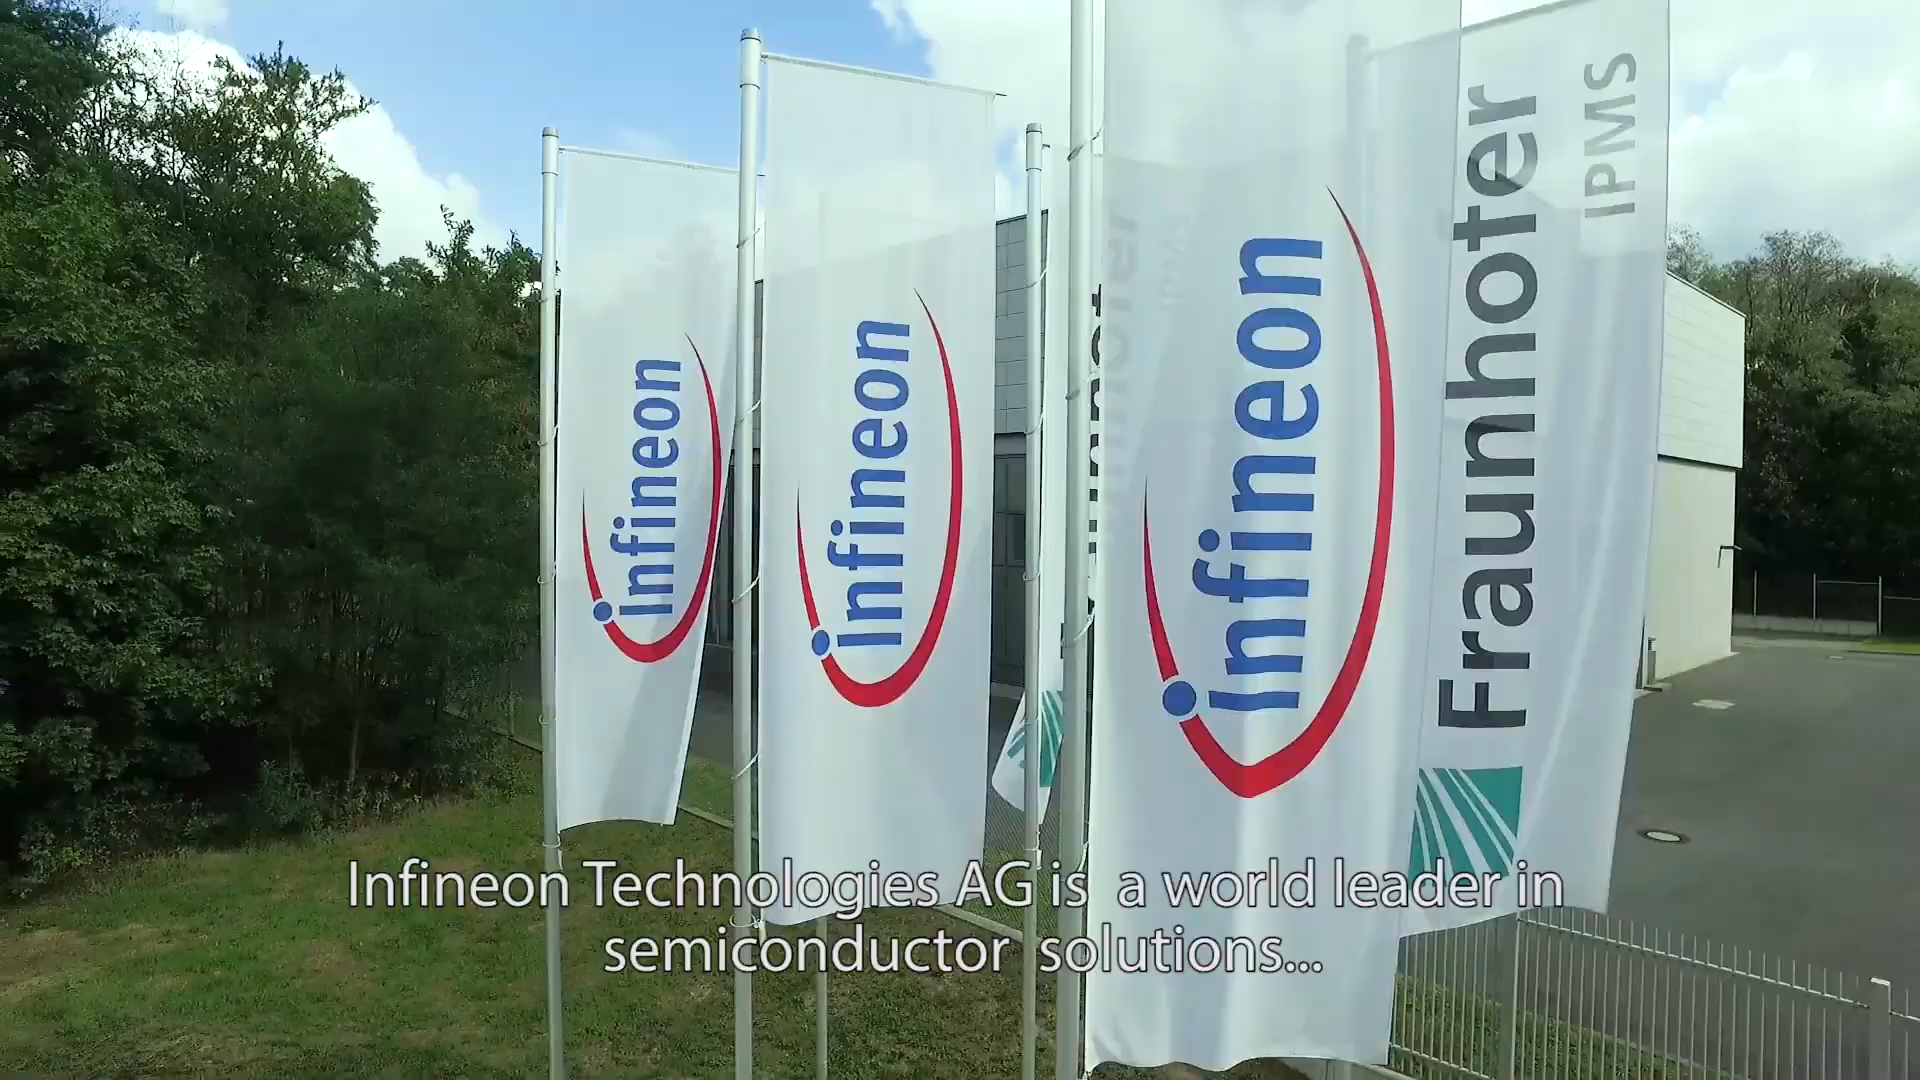 infineon
infineon
infineon
Fraunhofer
IPMS
Infineon Technologies AG is a world leader in
semiconductor solutions...